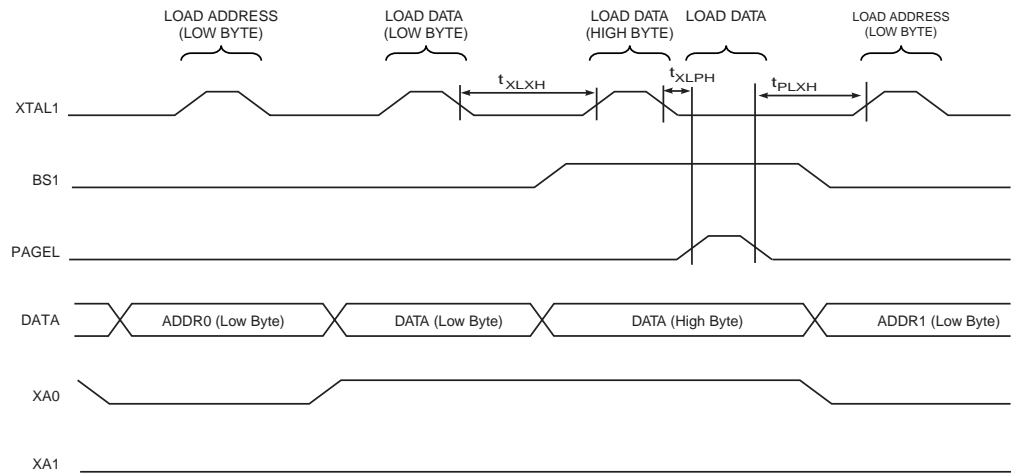 LOAD ADDRESS
(LOW BYTE)
LOAD DATA
(LOW BYTE)
LOAD DATA
(HIGH BYTE)
LOAD DATA
LOAD ADDRESS
(LOW BYTE)
tXLXH
tXLPH
tPLXH
XTAL1
BS1
PAGEL
DATA
ADDR0 (Low Byte)
DATA (Low Byte)
DATA (High Byte)
ADDR1 (Low Byte)
XA0
XA1